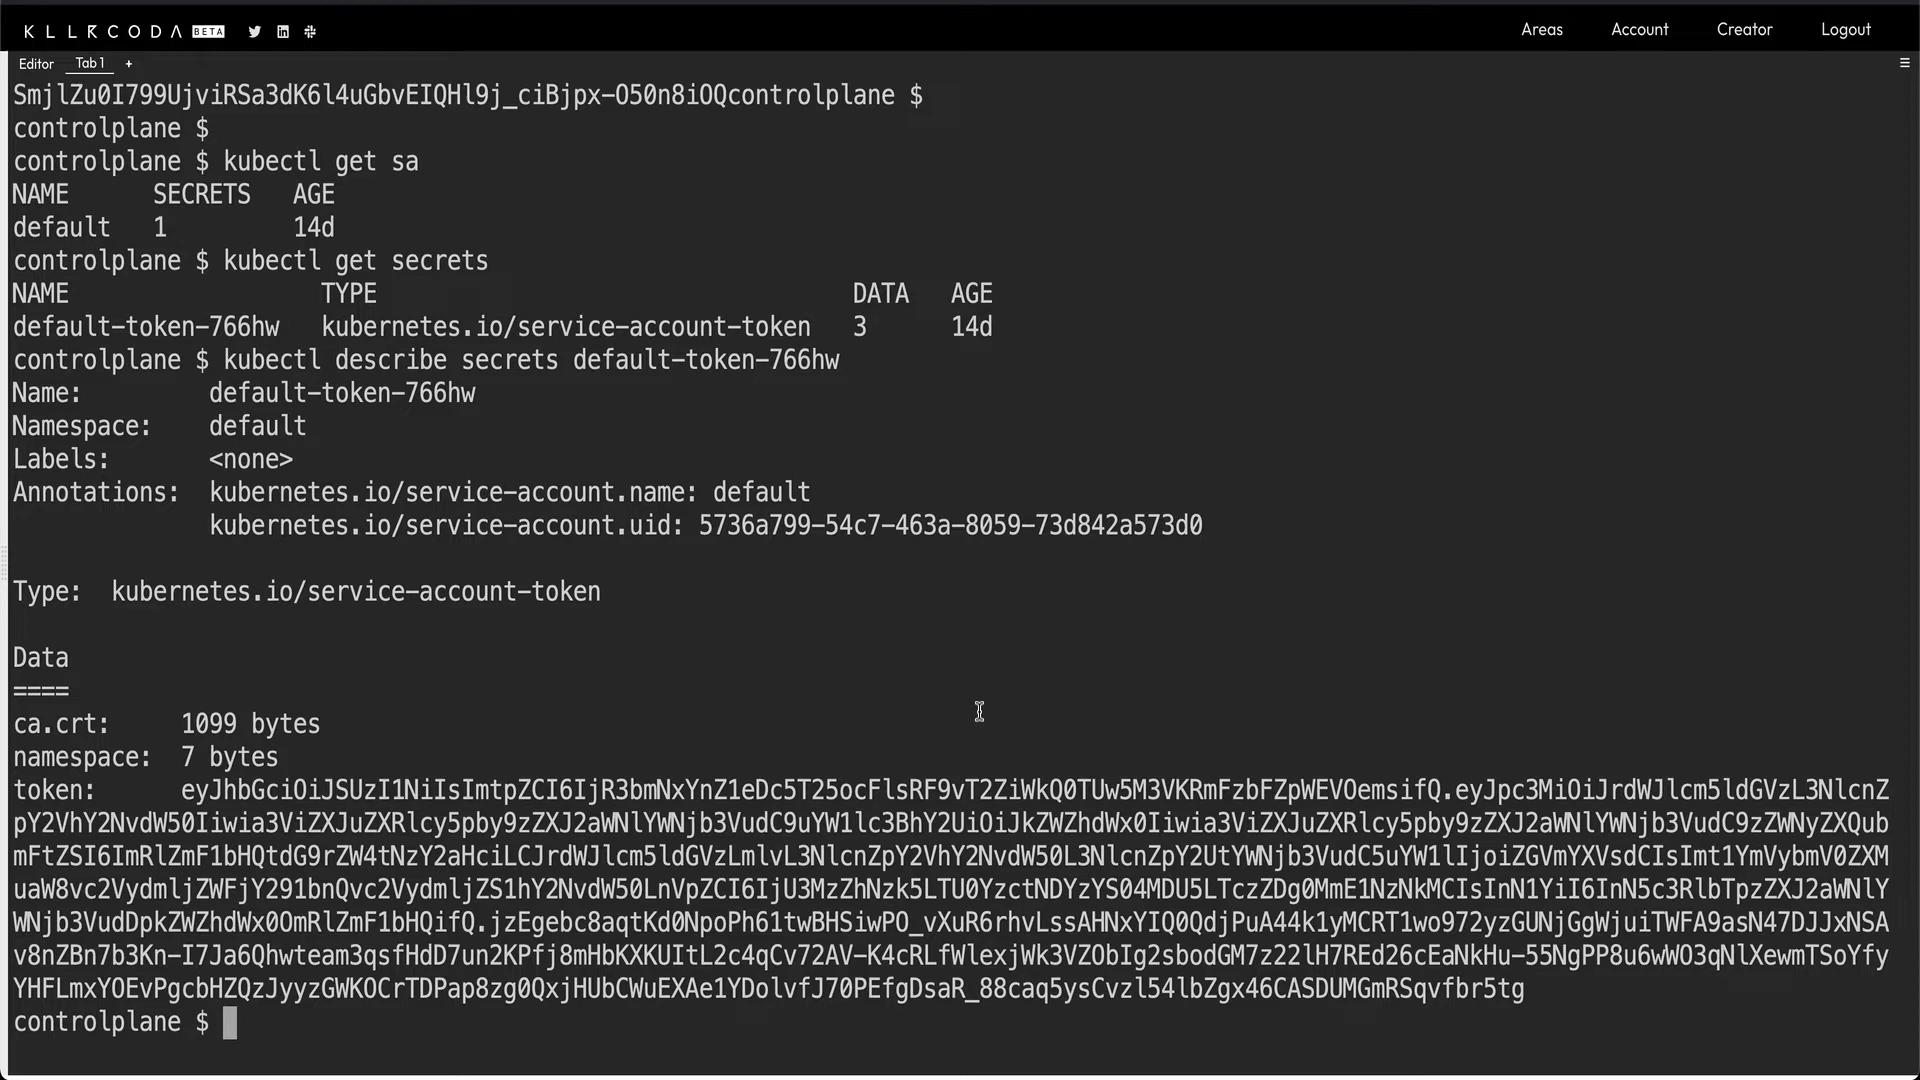 KLLRCODA BETA Areas Account Creator Logout
Editor Tab 1 +
SmjlZu0I799UjviRSa3dK6l4uGbvEIQHl9j_ciBjpx-O50n8iOQcontrolplane $
controlplane $
controlplane $ kubectl get sa
NAME SECRETS AGE
default 1 14d
controlplane $ kubectl get secrets
NAME TYPE DATA AGE
default-token-766hw kubernetes.io/service-account-token 3 14d
controlplane $ kubectl describe secrets default-token-766hw
Name: default-token-766hw
Namespace: default
Labels: <none>
Annotations: kubernetes.io/service-account.name: default
kubernetes.io/service-account.uid: 5736a799-54c7-463a-8059-73d842a573d0
Type: kubernetes.io/service-account-token
Data
====
ca.crt: 1099 bytes
namespace: 7 bytes
token: eyJhbGciOiJSUzI1NiIsImtpZCI6IjR3bmNxYnZ1eDc5T25ocFlsRF9vT2ZiWkQ0TUw5M3VKRmFzbFZpWEVOemsifQ.eyJpc3MiOiJrdWJlcm5ldGVzL3NlcnZ
pY2VhY2NvdW50Iiwia3ViZXJuZXRlcy5pby9zZXJ2aWNlYWNjb3VudC9uYW1lc3BhY2UiOiJkZWZhdWx0Iiwia3ViZXJuZXRlcy5pby9zZXJ2aWNlYWNjb3VudC9zZWNyZXQub
mFtZSI6ImRlZmF1bHQtdG9rZW4tNzY2aHciLCJrdWJlcm5ldGVzLmlvL3NlcnZpY2VhY2NvdW50L3NlcnZpY2UtYWNjb3VudC5uYW1lIjoiZGVmYXVsdCIsImt1YmVybmV0ZXM
uaW8vc2VydmljZWFjY291bnQvc2VydmljZS1hY2NvdW50LnVpZCI6IjU3MzZhNzk5LTU0YzctNDYzYS04MDU5LTczZDg0MmE1NzNkMCIsInN1YiI6InN5c3RlbTpzZXJ2aWNlY
WNjb3VudDpkZWZhdWx0OmRlZmF1bHQifQ.jzEgebc8aqtKd0NpoPh61twBHSiwPO_vXuR6rhvLssAHNxYIQ0QdjPuA44k1yMCRT1wo972yzGUNjGgWjuiTWFA9asN47DJJxNSA
v8nZBn7b3Kn-I7Ja6Qhwteam3qsfHdD7un2KPfj8mHbKXKUItL2c4qCv72AV-K4cRLfWlexjWk3VZObIg2sbodGM7z22lH7REd26cEaNkHu-55NgPP8u6wWO3qNlXewmTSoYfy
YHFLmxYOEvPgcbHZQzJyyzGWKOCrTDPap8zg0QxjHUbCWuEXAe1YDolvfJ70PEfgDsaR_88caq5ysCvzl54lbZgx46CASDUMGmRSqvfbr5tg
controlplane $